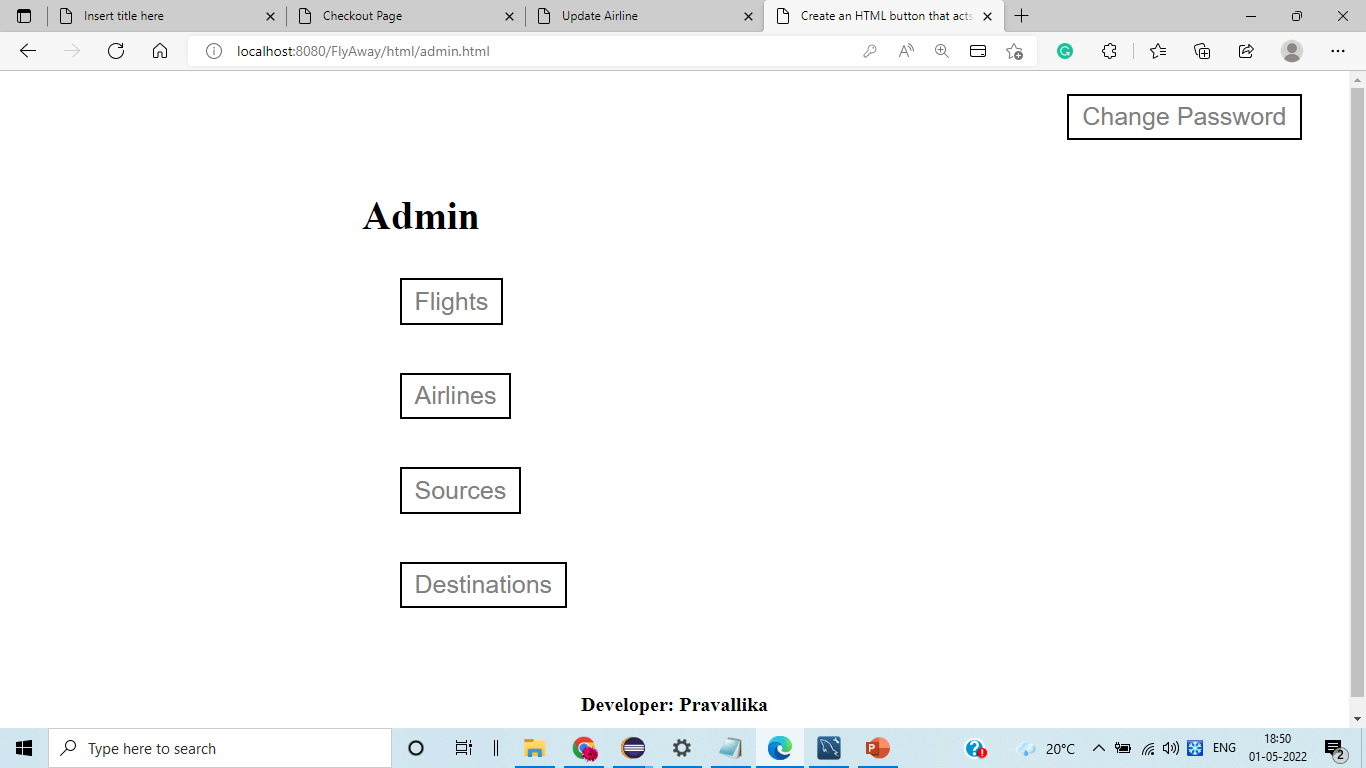 Insert title here
Checkout Page
Update Airline
Create an HTML button that acts
localhost:8080/FlyAway/html/admin.html
Change Password
Admin
Flights
Airlines
Sources
Destinations
Developer: Pravallika
Type here to search
20°C
ENG
18:50
01-05-2022
2